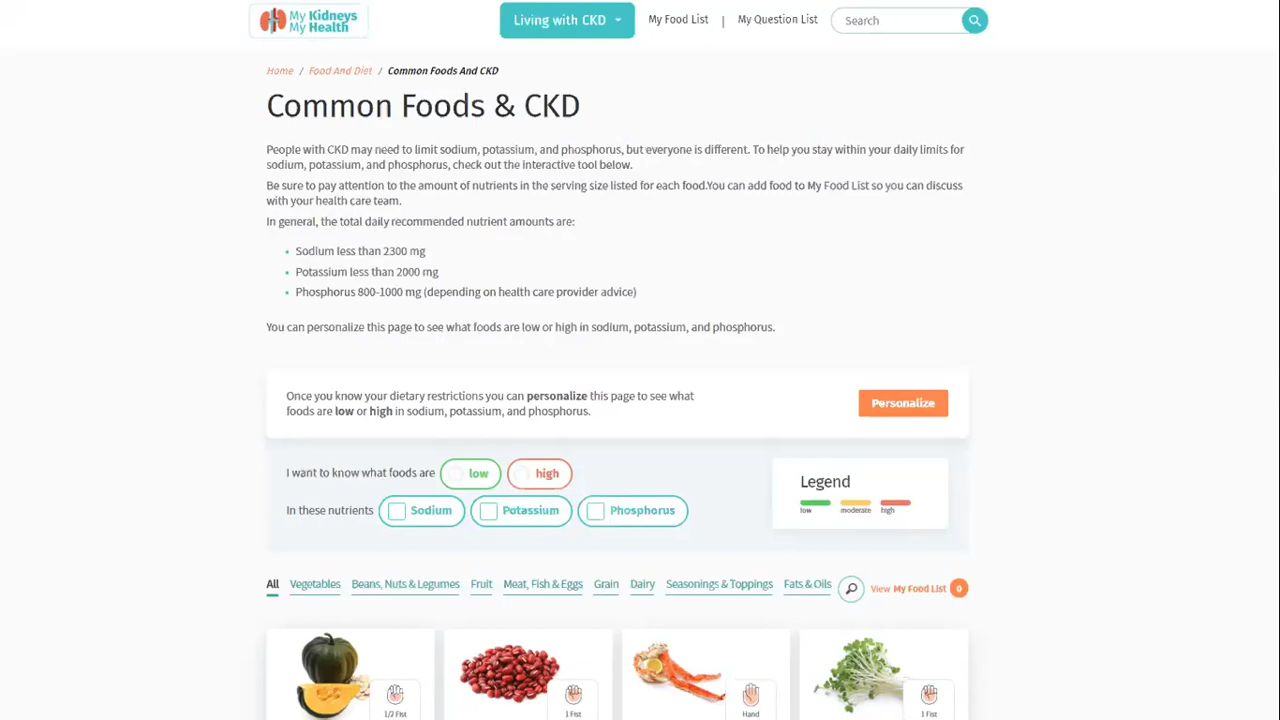 My Kidneys
My Health
Living with CKD
My Food List | My Question List
Search
Home / Food And Diet / Common Foods And CKD
Common Foods & CKD
People with CKD may need to limit sodium, potassium, and phosphorus, but everyone is different. To help you stay within your daily limits for
sodium, potassium, and phosphorus, check out the interactive tool below.
Be sure to pay attention to the amount of nutrients in the serving size listed for each food.You can add food to My Food List so you can discuss
with your health care team.
In general, the total daily recommended nutrient amounts are:
• Sodium less than 2300 mg
• Potassium less than 2000 mg
• Phosphorus 800-1000 mg (depending on health care provider advice)
You can personalize this page to see what foods are low or high in sodium, potassium, and phosphorus.
Once you know your dietary restrictions you can personalize this page to see what
foods are low or high in sodium, potassium, and phosphorus.
Personalize
I want to know what foods are low high
In these nutrients Sodium Potassium Phosphorus
Legend
low moderate high
All Vegetables Beans, Nuts & Legumes Fruit Meat, Fish & Eggs Grain Dairy Seasonings & Toppings Fats & Oils View My Food List 0
1/2 Fist 1 Fist Hand 1 Fist